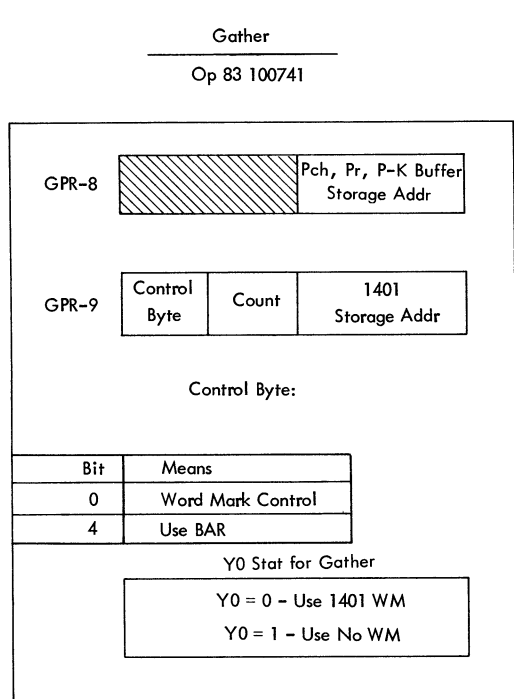 Gather
Op 83 100741
GPR-8
Pch, Pr, P-K Buffer
Storage Addr
GPR-9
Control
Byte
Count
1401
Storage Addr
Control Byte:
Bit Means
0 Word Mark Control
4 Use BAR
Y0 Stat for Gather
Y0 = 0 - Use 1401 WM
Y0 = 1 - Use No WM